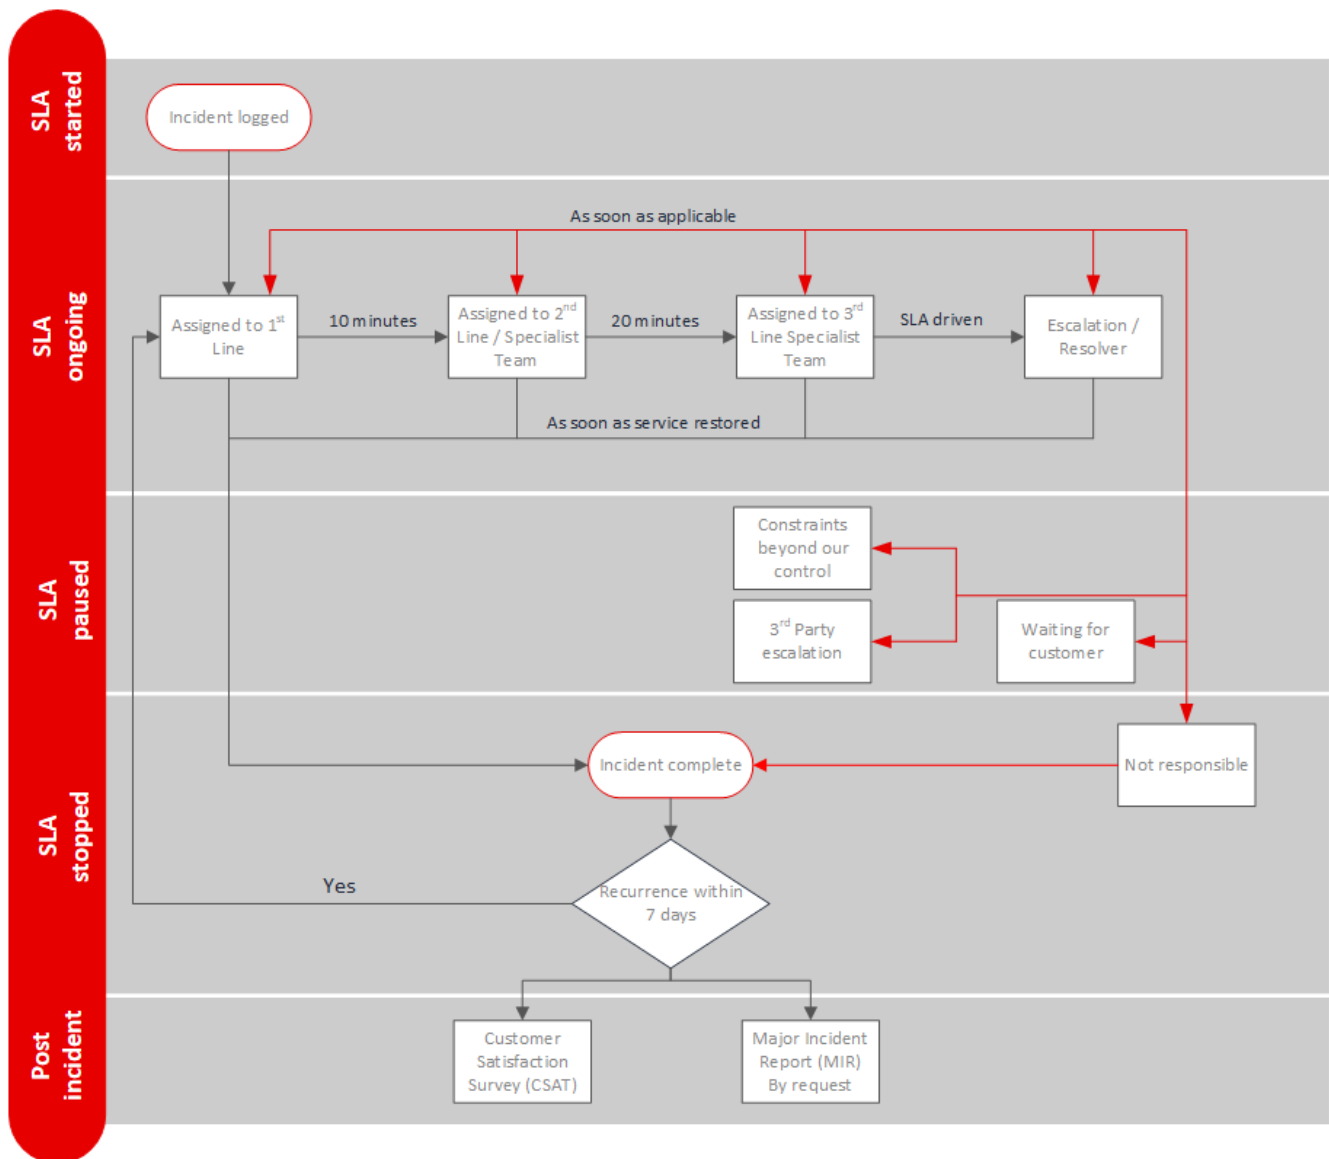 SLA
started
Incident logged
SLA
ongoing
As soon as applicable
Assigned to 1st
Line
10 minutes
Assigned to 2nd
Line / Specialist
Team
20 minutes
Assigned to 3rd
Line Specialist
Team
SLA driven
Escalation /
Resolver
As soon as service restored
SLA
paused
Constraints
beyond our
control
3rd Party
escalation
Waiting for
customer
SLA
stopped
Incident complete
Not responsible
Recurrence within
7 days
Yes
Post
incident
Customer
Satisfaction
Survey (CSAT)
Major Incident
Report (MIR)
By request